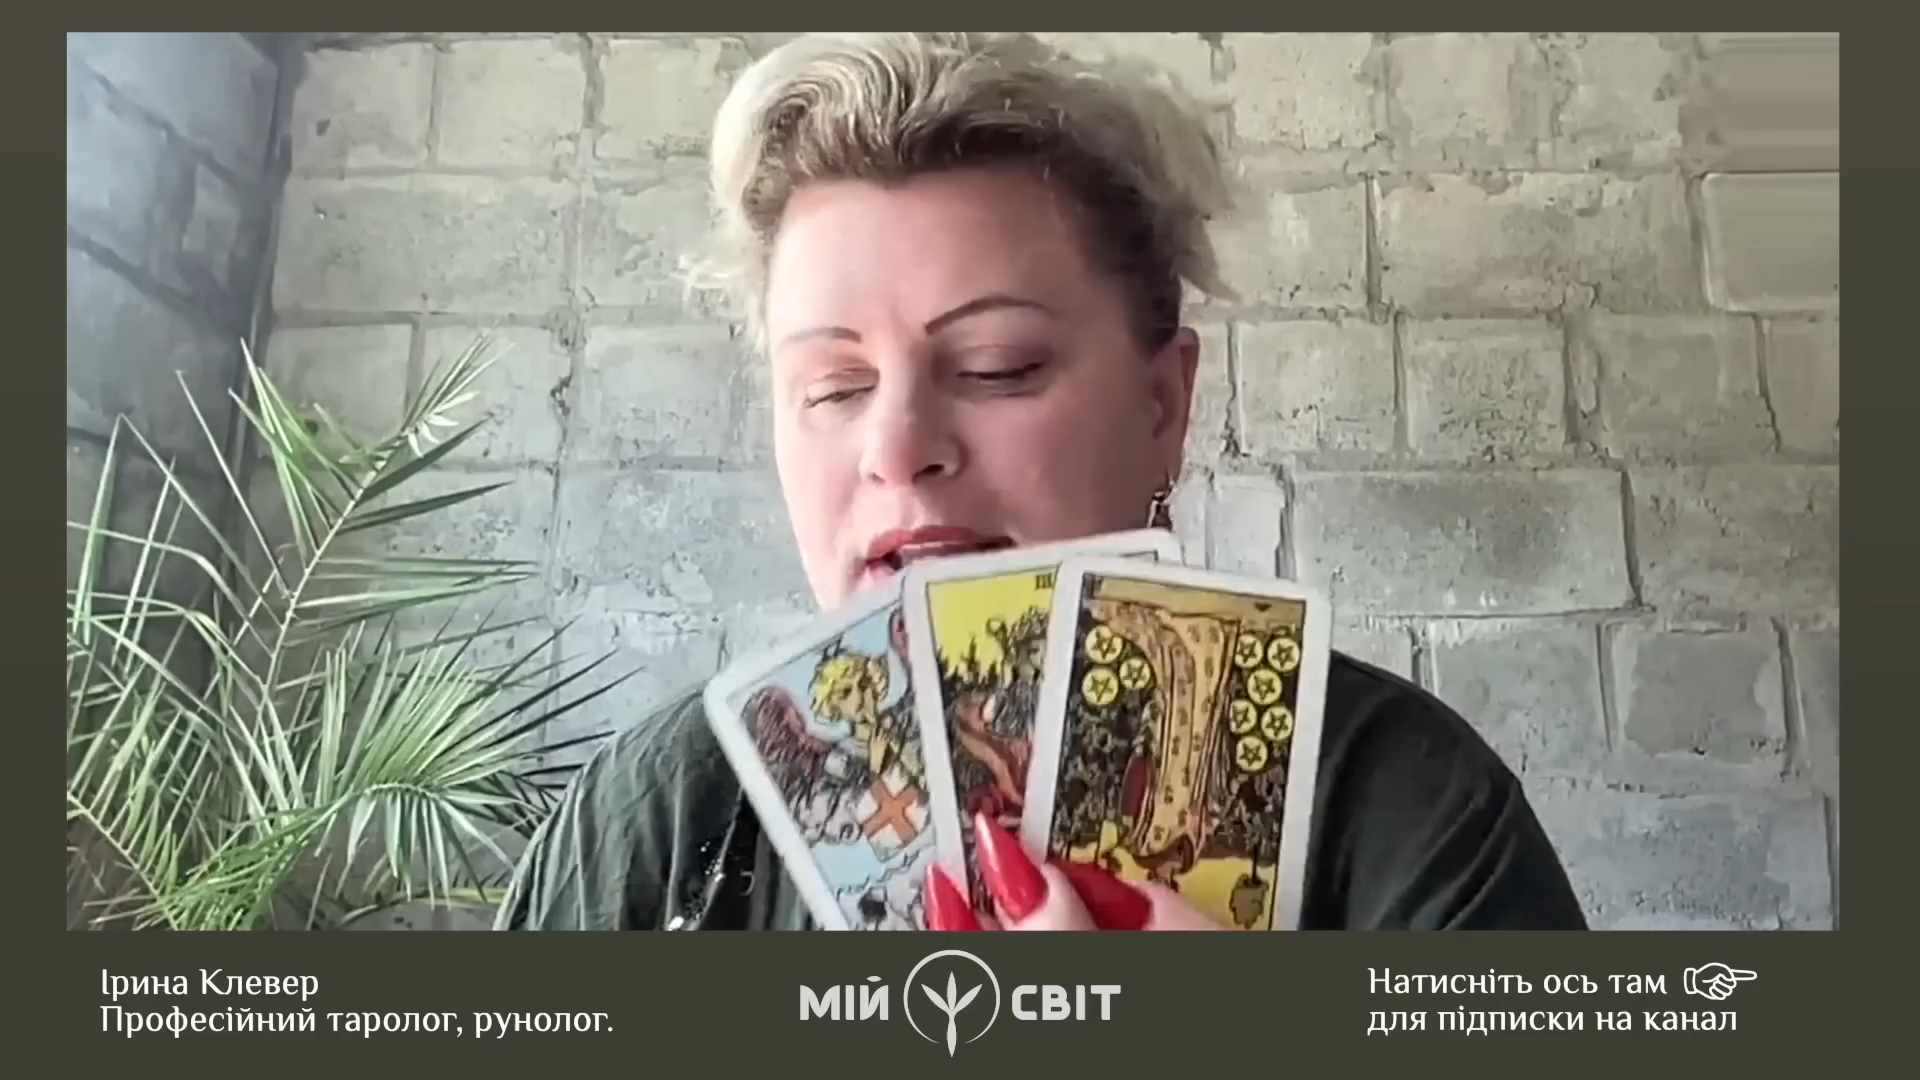 Ірина Клевер
Професійний таролог, рунолог.
МІЙ СВІТ
Натисніть ось там
для підписки на канал